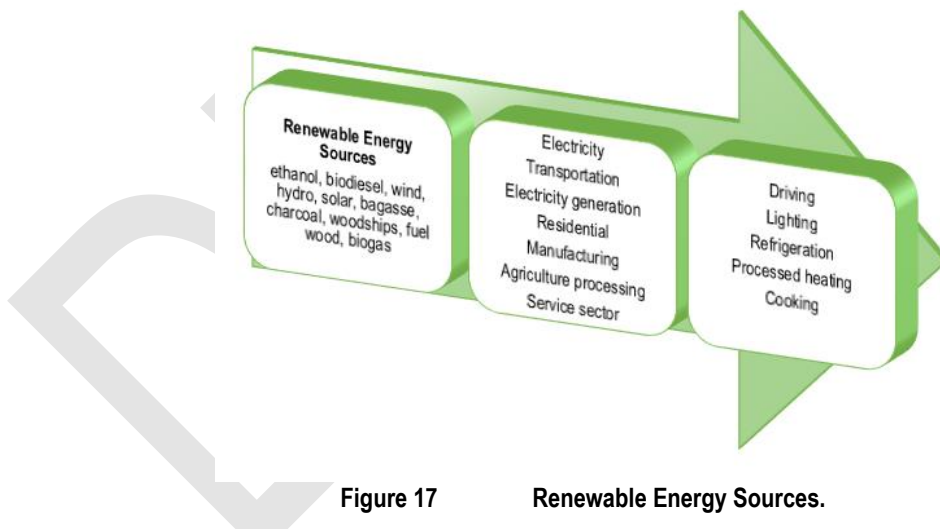 Renewable Energy
Sources
ethanol, biodiesel, wind,
hydro, solar, bagasse,
charcoal, woodships, fuel
wood, biogas
Electricity
Transportation
Electricity generation
Residential
Manufacturing
Agriculture processing
Service sector
Driving
Lighting
Refrigeration
Processed heating
Cooking
Figure 17 Renewable Energy Sources.